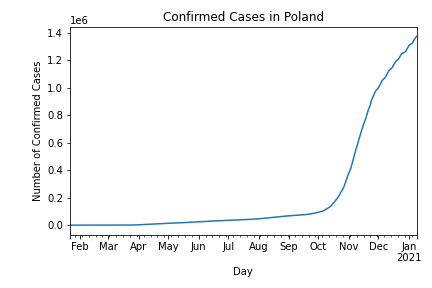 Confirmed Cases in Poland
1e6
1.4
1.2
1.0
0.8
0.6
0.4
0.2
0.0
Number of Confirmed Cases
Feb Mar Apr May Jun Jul Aug Sep Oct Nov Dec Jan
2021
Day